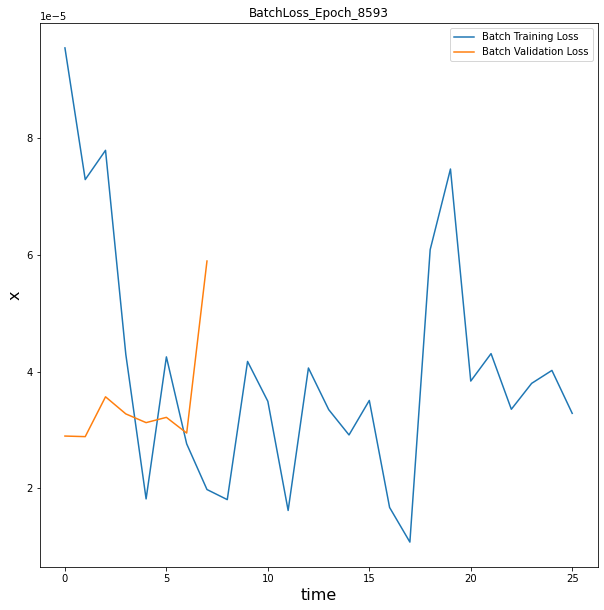 BatchLoss_Epoch_8593
1e−5
Batch Training Loss
Batch Validation Loss
8
6
4
2
x
0 5 10 15 20 25
time